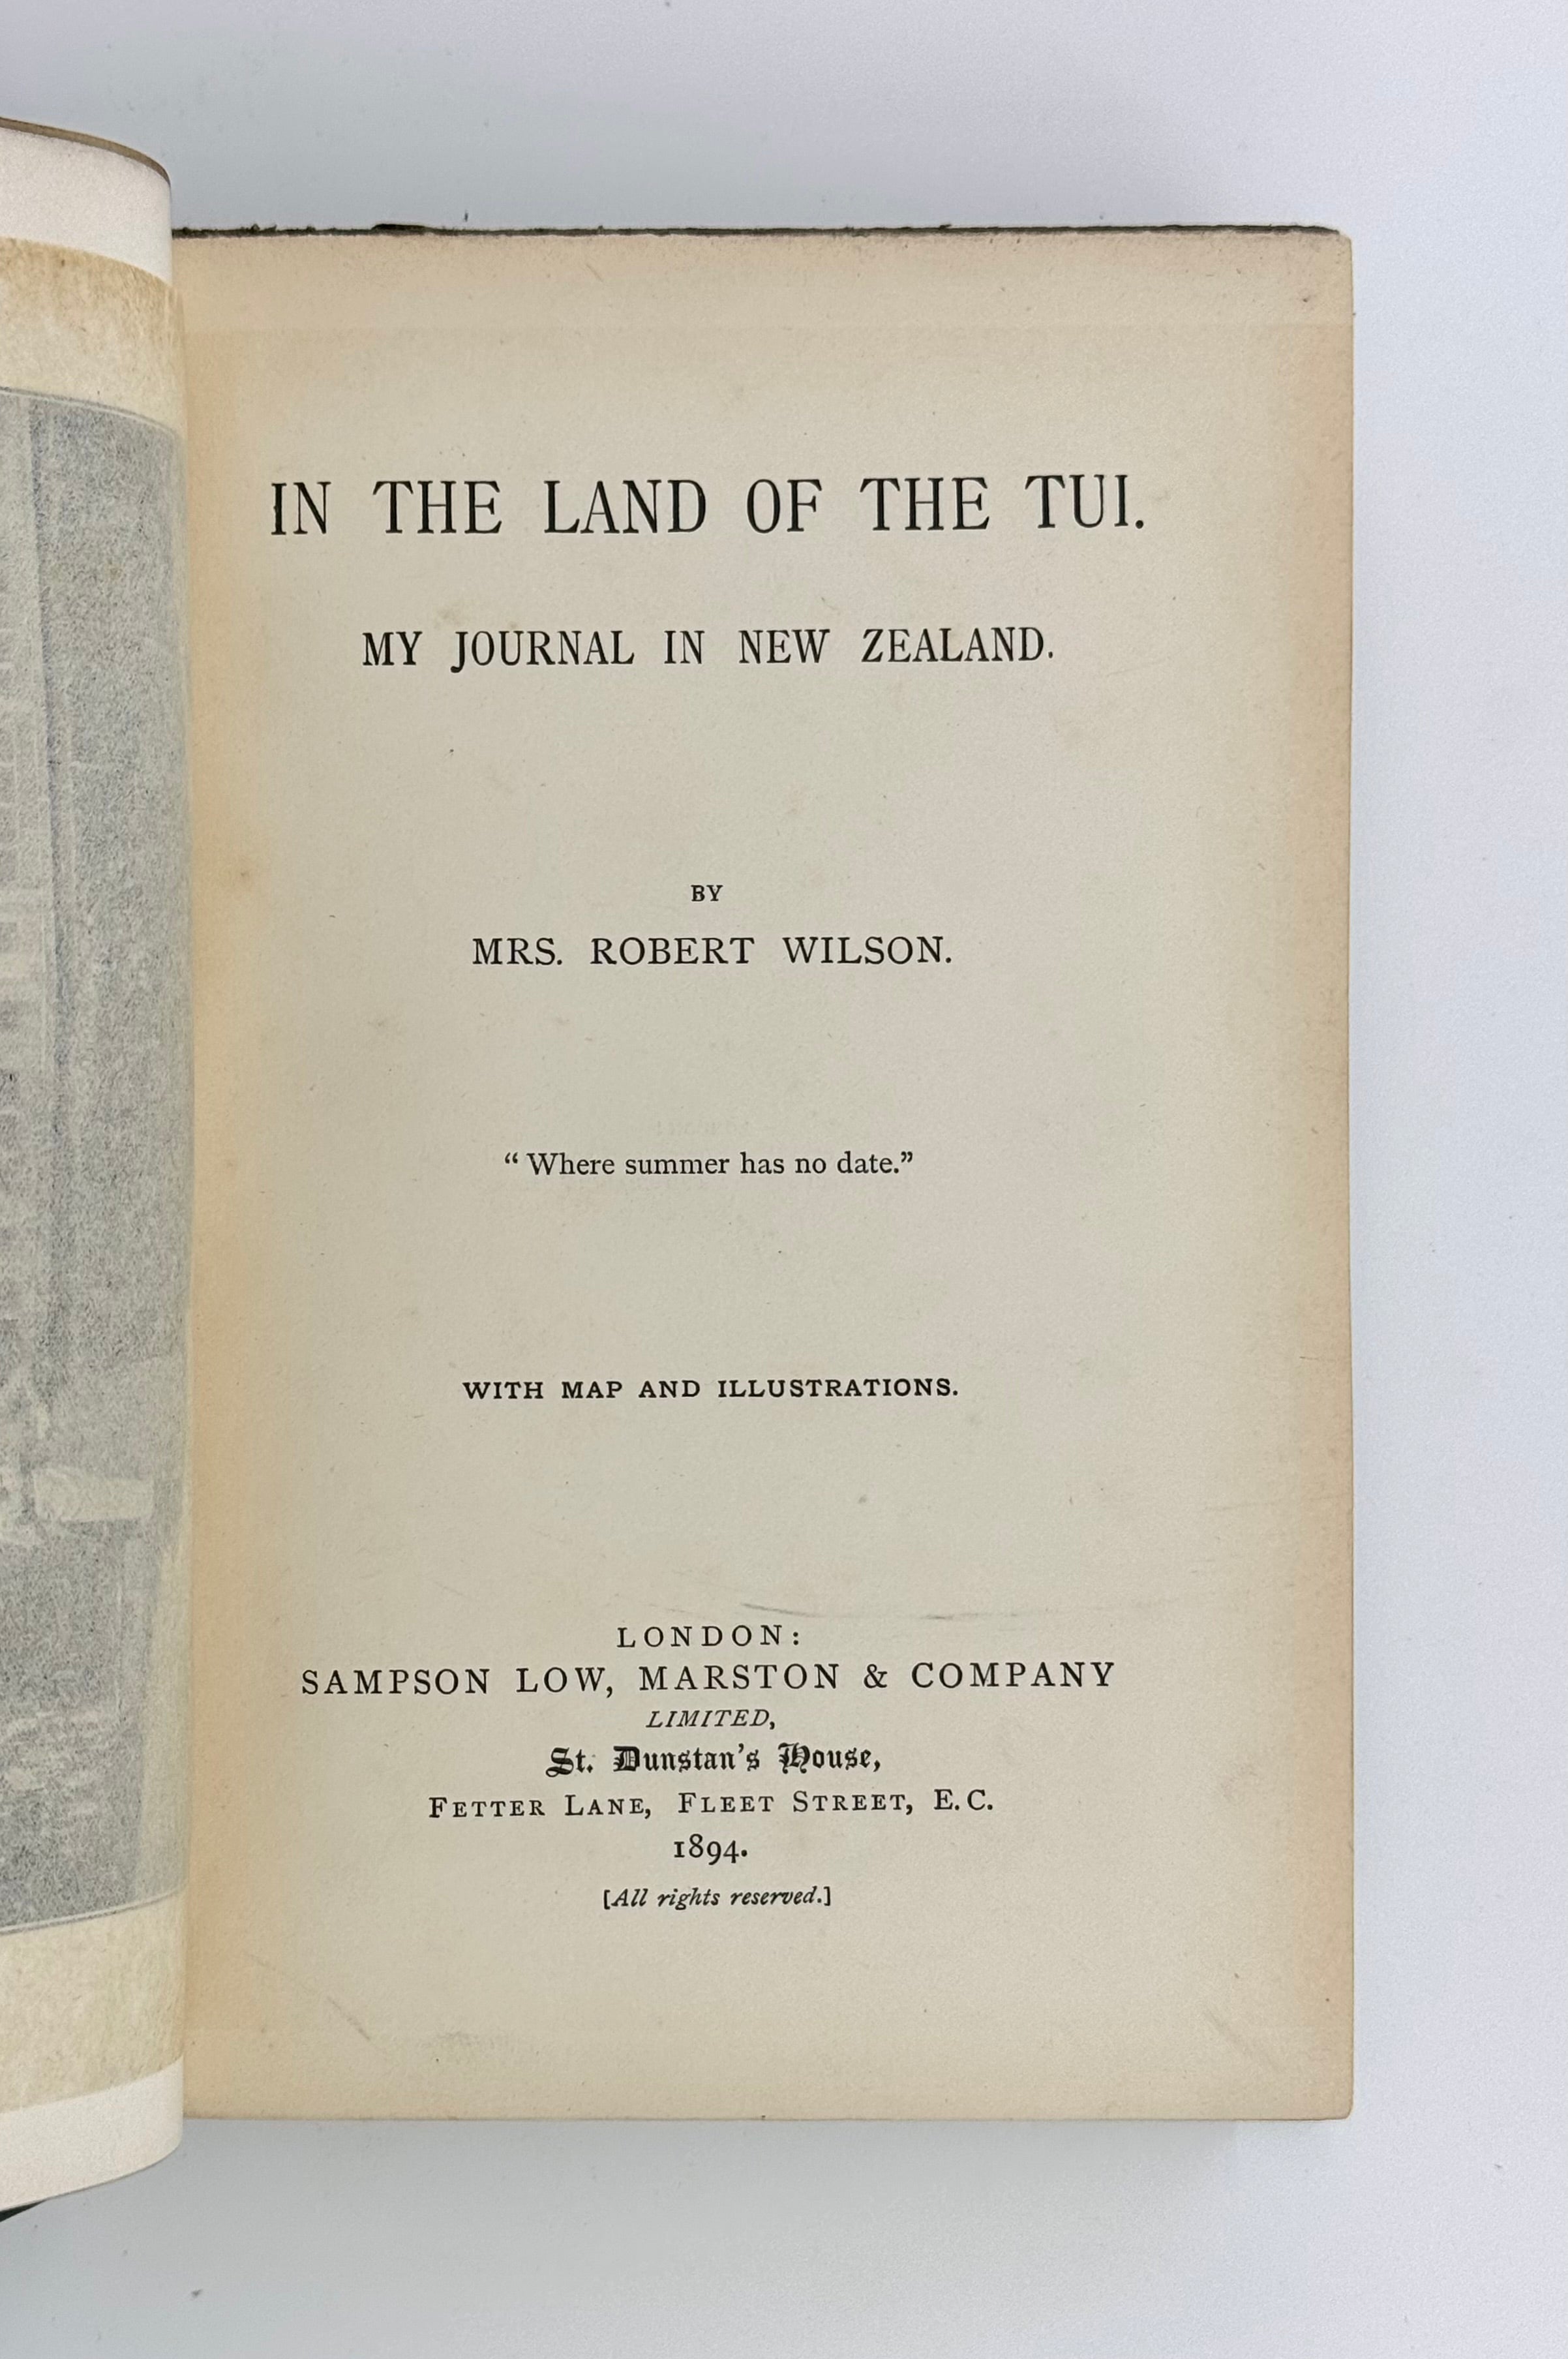 IN THE LAND OF THE TUI.
MY JOURNAL IN NEW ZEALAND.
BY
MRS. ROBERT WILSON.
“ Where summer has no date.”
WITH MAP AND ILLUSTRATIONS.
LONDON:
SAMPSON LOW, MARSTON & COMPANY
LIMITED,
St. Dunstan’s House,
FETTER LANE, FLEET STREET, E.C.
1894.
[All rights reserved.]